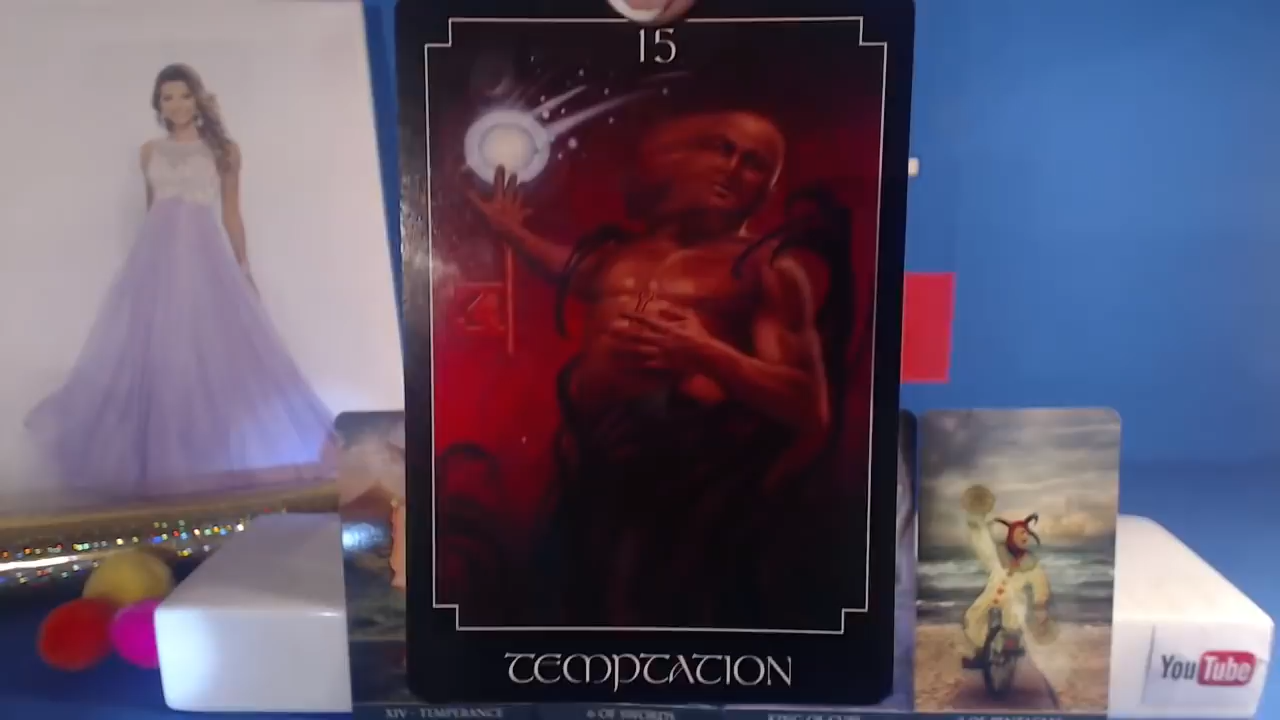 15
TEMPTATION
YouTube
XIV - TEMPERANCE
6 OF SWORDS